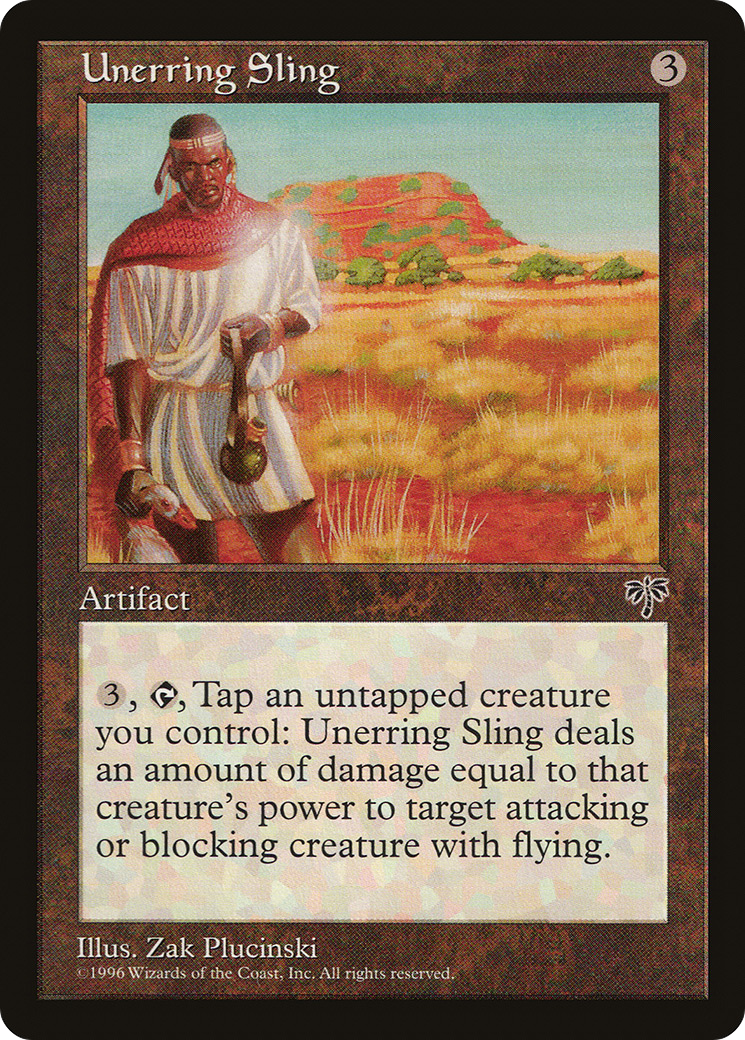 Unerring Sling 3
Artifact
3, Tap an untapped creature
you control: Unerring Sling deals
an amount of damage equal to that
creature's power to target attacking
or blocking creature with flying.
Illus. Zak Plucinski
©1996 Wizards of the Coast, Inc. All rights reserved.